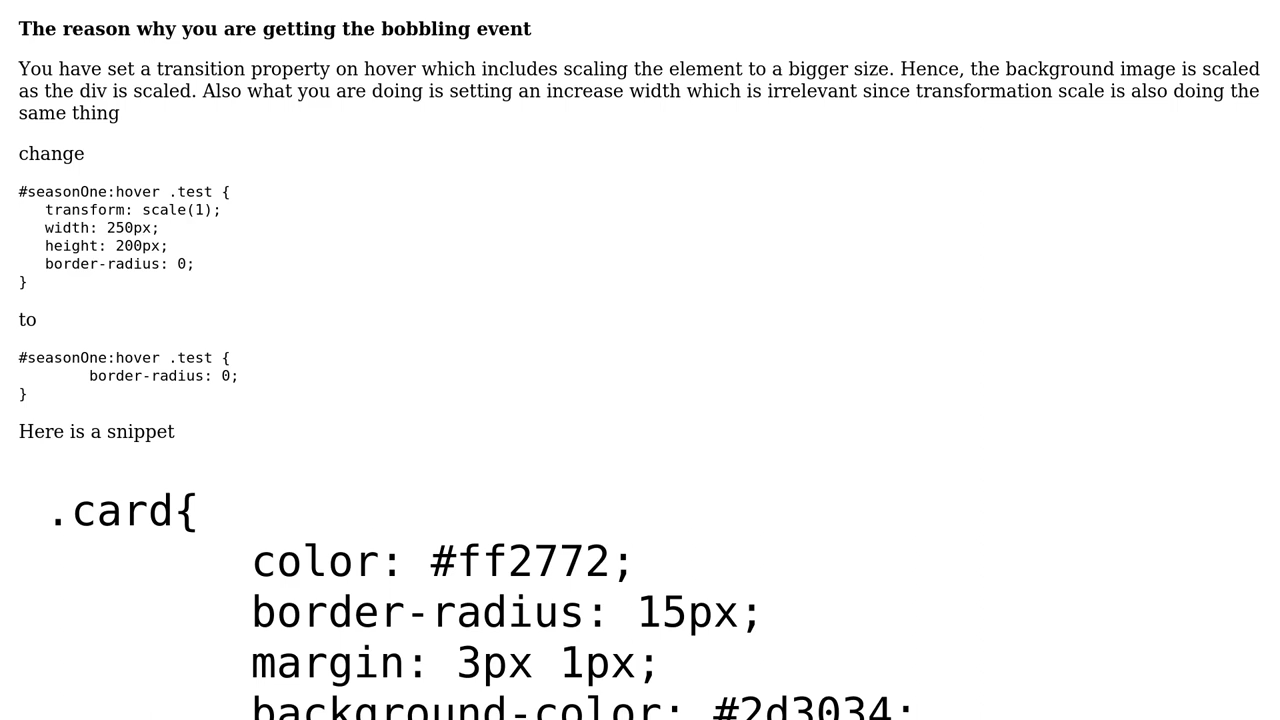 The reason why you are getting the bobbling event
You have set a transition property on hover which includes scaling the element to a bigger size. Hence, the background image is scaled
as the div is scaled. Also what you are doing is setting an increase width which is irrelevant since transformation scale is also doing the
same thing
change
#seasonOne:hover .test {
   transform: scale(1);
   width: 250px;
   height: 200px;
   border-radius: 0;
}
to
#seasonOne:hover .test {
        border-radius: 0;
}
Here is a snippet
.card{
            color: #ff2772;
            border-radius: 15px;
            margin: 3px 1px;
            background-color: #2d3034;